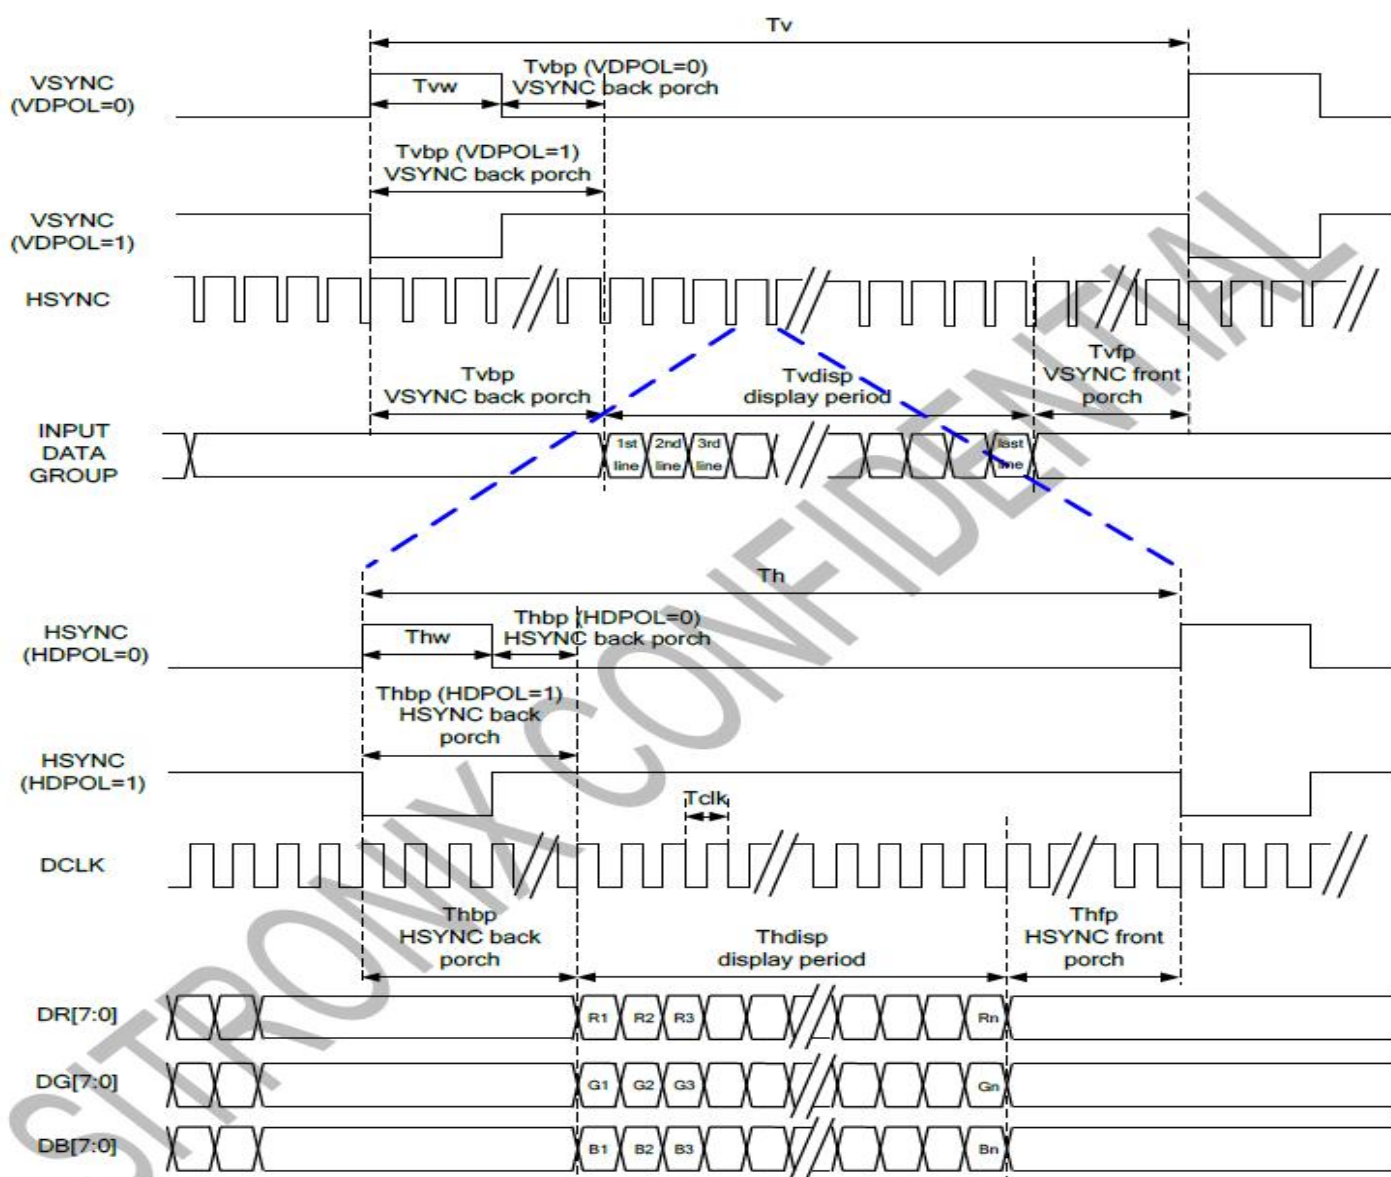 Tv
VSYNC
(VDPOL=0)
Tvw
Tvbp (VDPOL=0)
VSYNC back porch
Tvbp (VDPOL=1)
VSYNC back porch
VSYNC
(VDPOL=1)
HSYNC
Tvbp
VSYNC back porch
Tvdisp
display period
Tvfp
VSYNC front
porch
INPUT
DATA
GROUP
1st
line
2nd
line
3rd
line
last
line
Th
HSYNC
(HDPOL=0)
Thw
Thbp (HDPOL=0)
HSYNC back porch
Thbp (HDPOL=1)
HSYNC back
porch
HSYNC
(HDPOL=1)
Tclk
DCLK
Thbp
HSYNC back
porch
Thdisp
display period
Thfp
HSYNC front
porch
DR[7:0]
R1 R2 R3 Rn
DG[7:0]
G1 G2 G3 Gn
DB[7:0]
B1 B2 B3 Bn
SITRONIX CONFIDENTIAL